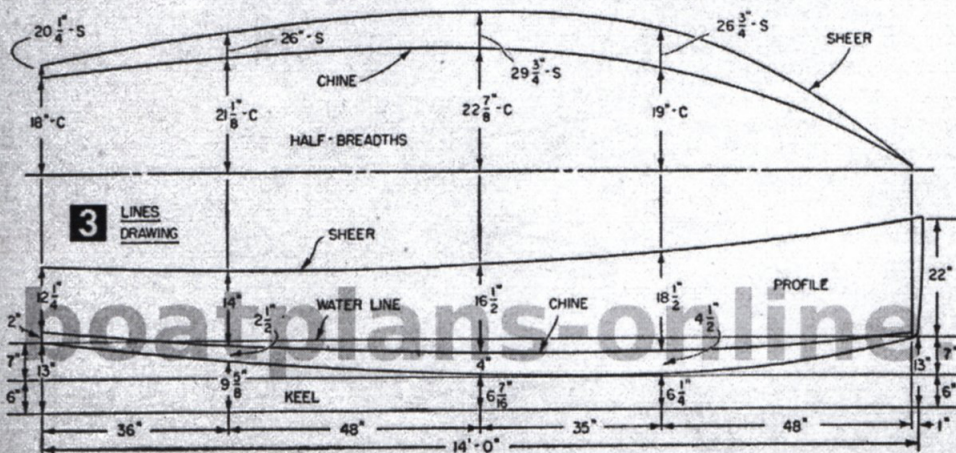 20 1/4"-S
26"-S
29 3/4"-S
26 3/4"-S
SHEER
CHINE
18"-C
21 1/8"-C
22 7/8"-C
19"-C
HALF-BREADTHS
3 LINES
DRAWING
SHEER
12 1/4"
14"
WATER LINE
16 1/2"
CHINE
18 1/2"
PROFILE
22"
boatplans-online
2"
2 1/2"
4"
4 1/2"
7"
13"
9 5/8"
6 7/16"
6 1/4"
13"
7"
6"
KEEL
6"
36"
48"
35"
48"
1"
14'-0"